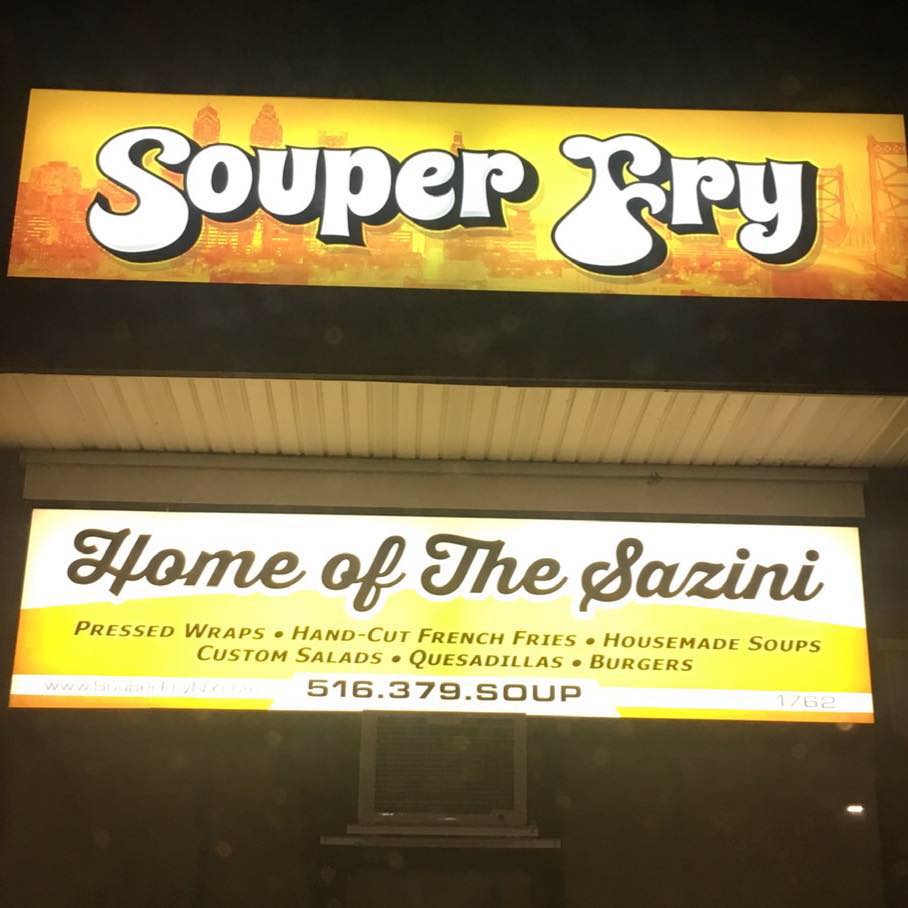 Souper Fry
Home of The Sazini
PRESSED WRAPS • HAND-CUT FRENCH FRIES • HOUSEMADE SOUPS
CUSTOM SALADS • QUESADILLAS • BURGERS
516.379.SOUP
1762